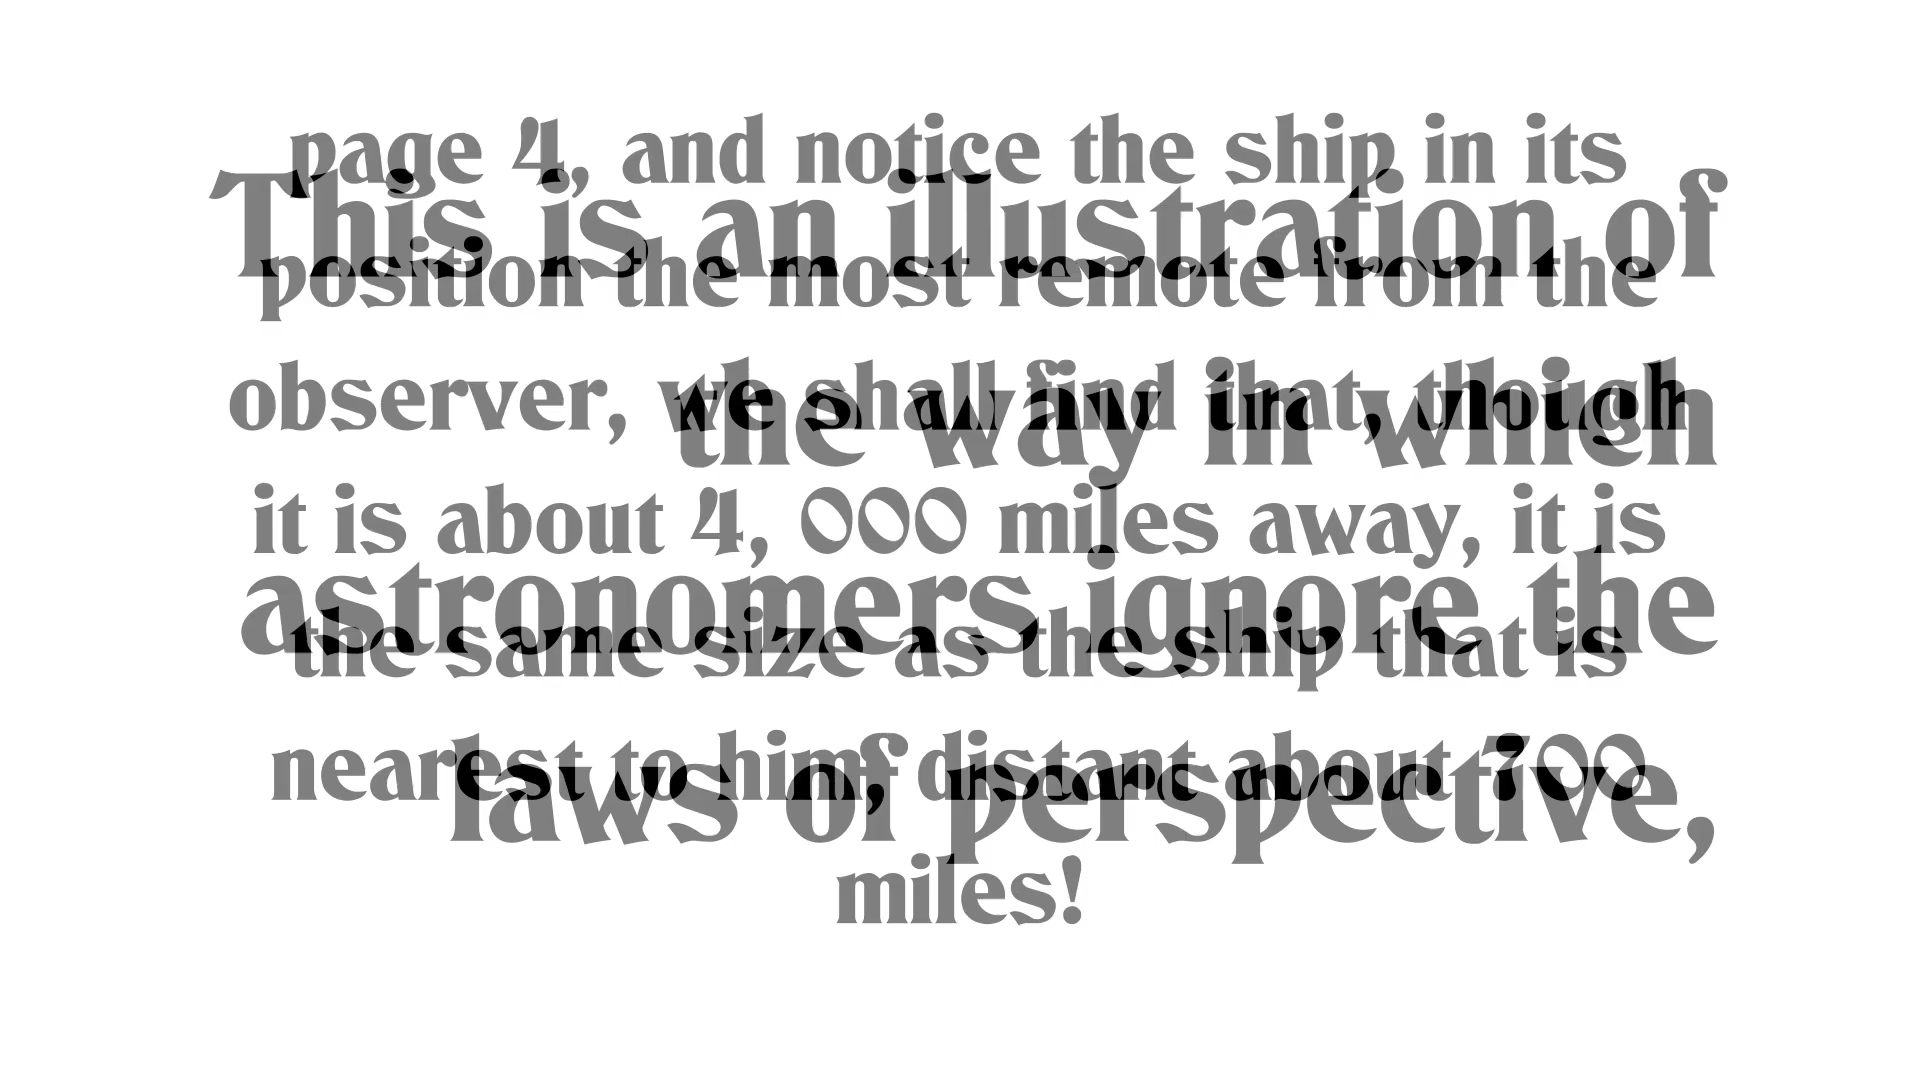 page 4, and notice the ship in its
position the most remote from the
observer, we shall find that, though
it is about 4, 000 miles away, it is
the same size as the ship that is
nearest to him, distant about 700
miles!
This is an illustration of
the way in which
astronomers ignore the
laws of perspective,